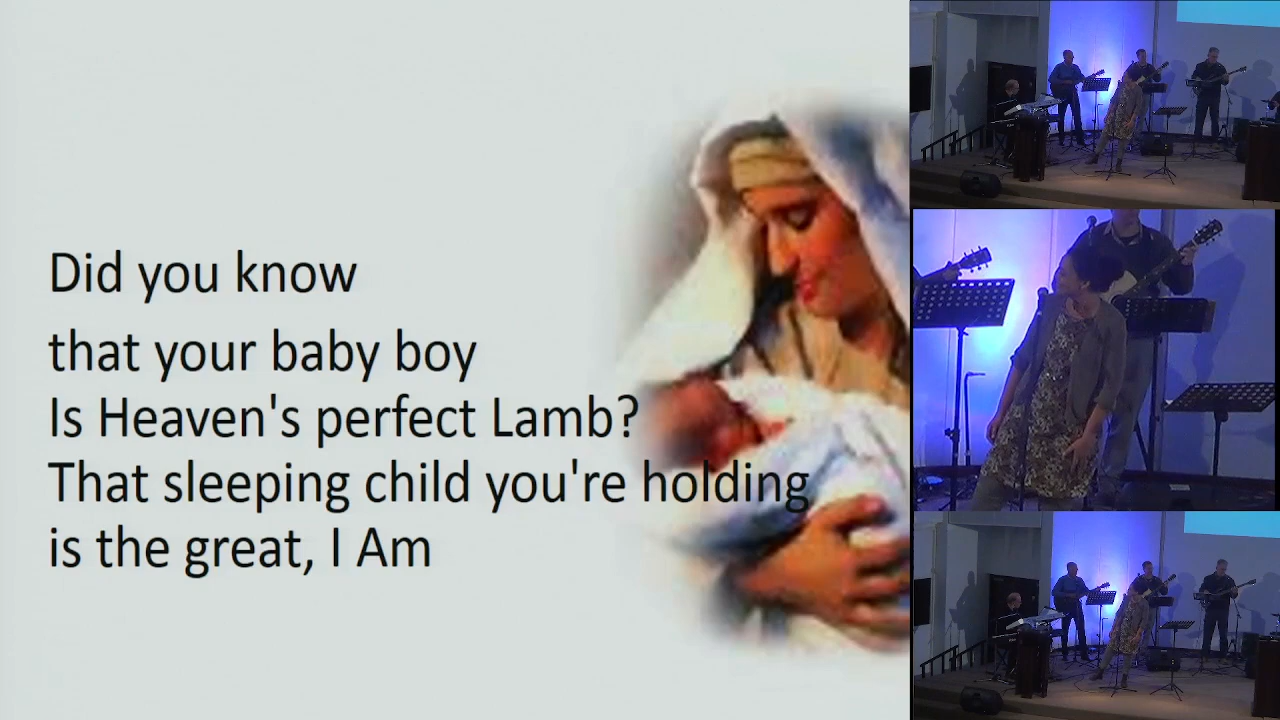 Did you know
that your baby boy
Is Heaven's perfect Lamb?
That sleeping child you're holding
is the great, I Am